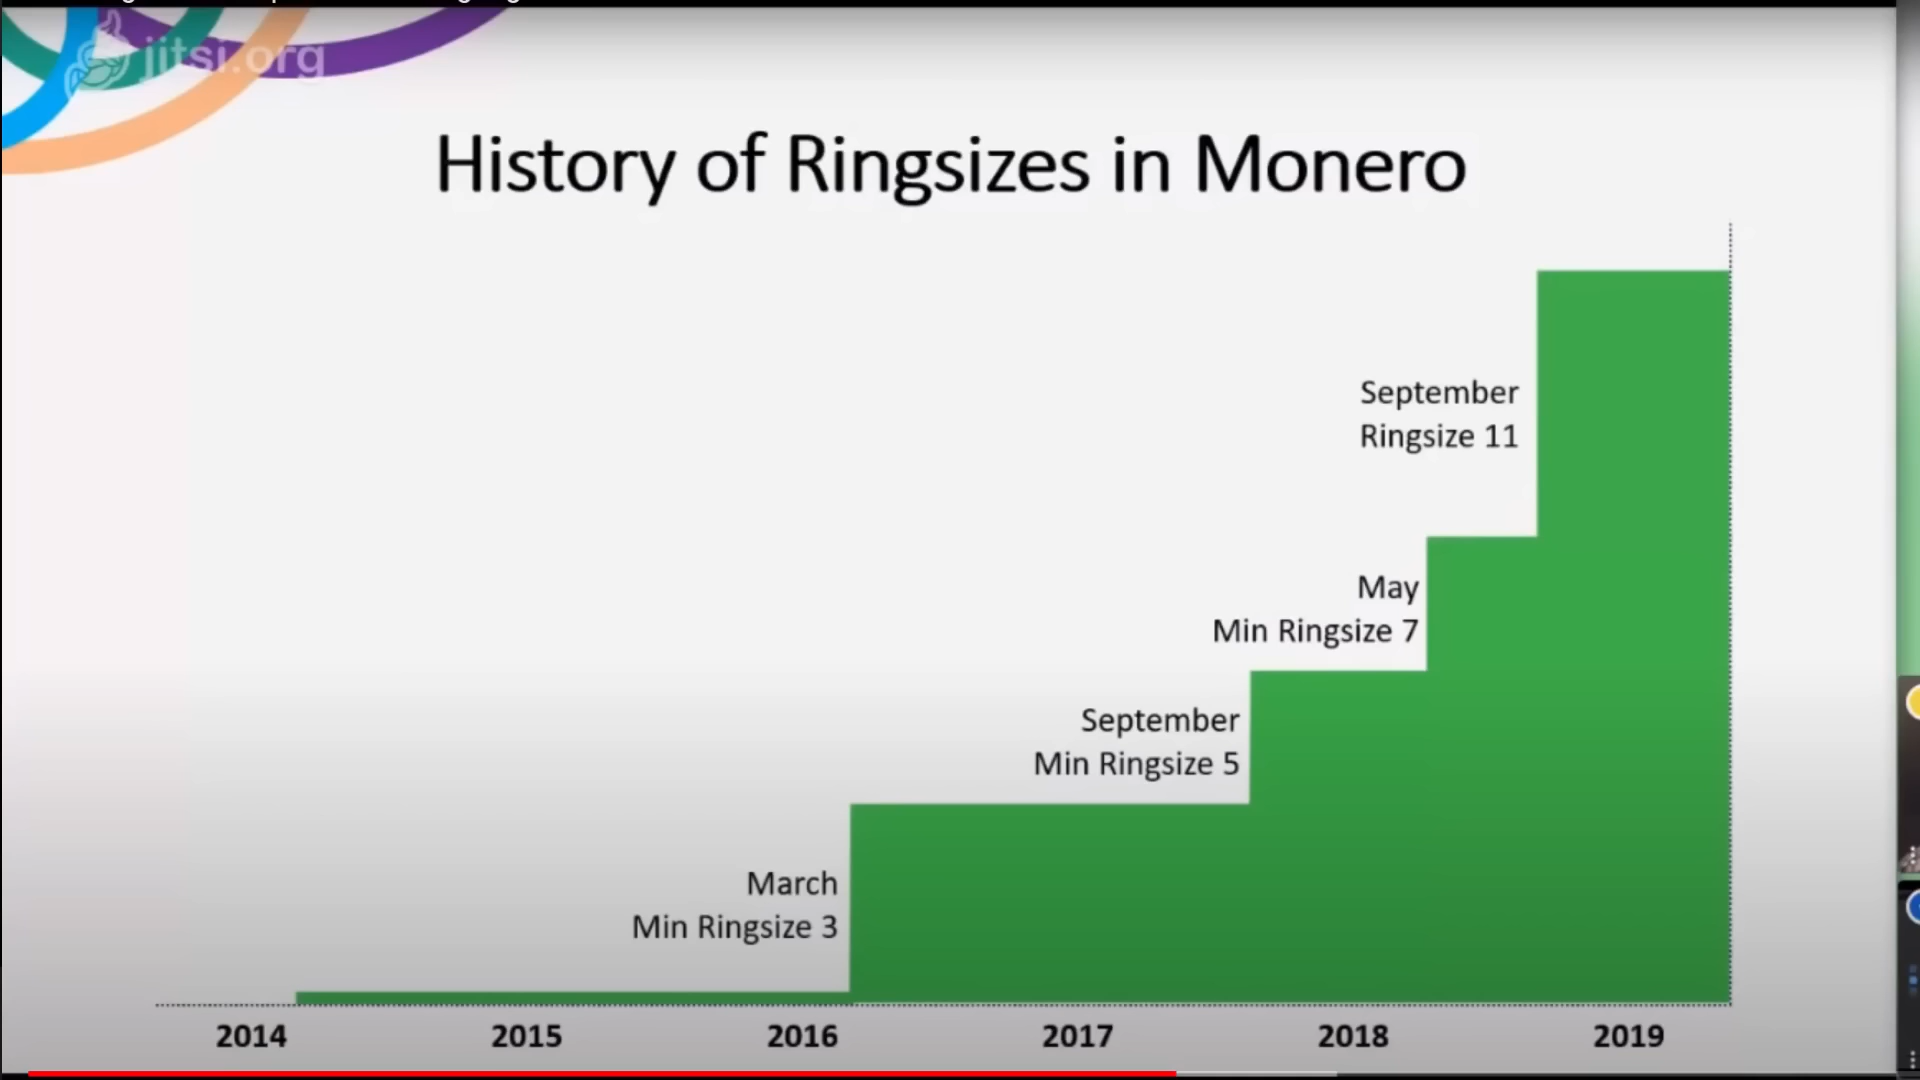 jitsi.org
History of Ringsizes in Monero
September
Ringsize 11
May
Min Ringsize 7
September
Min Ringsize 5
March
Min Ringsize 3
2014 2015 2016 2017 2018 2019